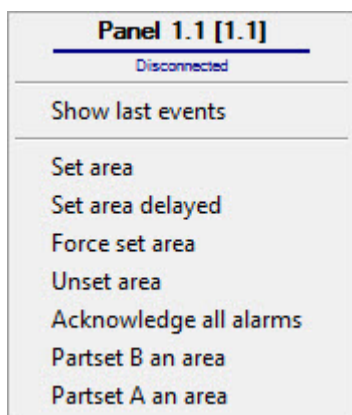 Panel 1.1 [1.1]
Disconnected
Show last events
Set area
Set area delayed
Force set area
Unset area
Acknowledge all alarms
Partset B an area
Partset A an area